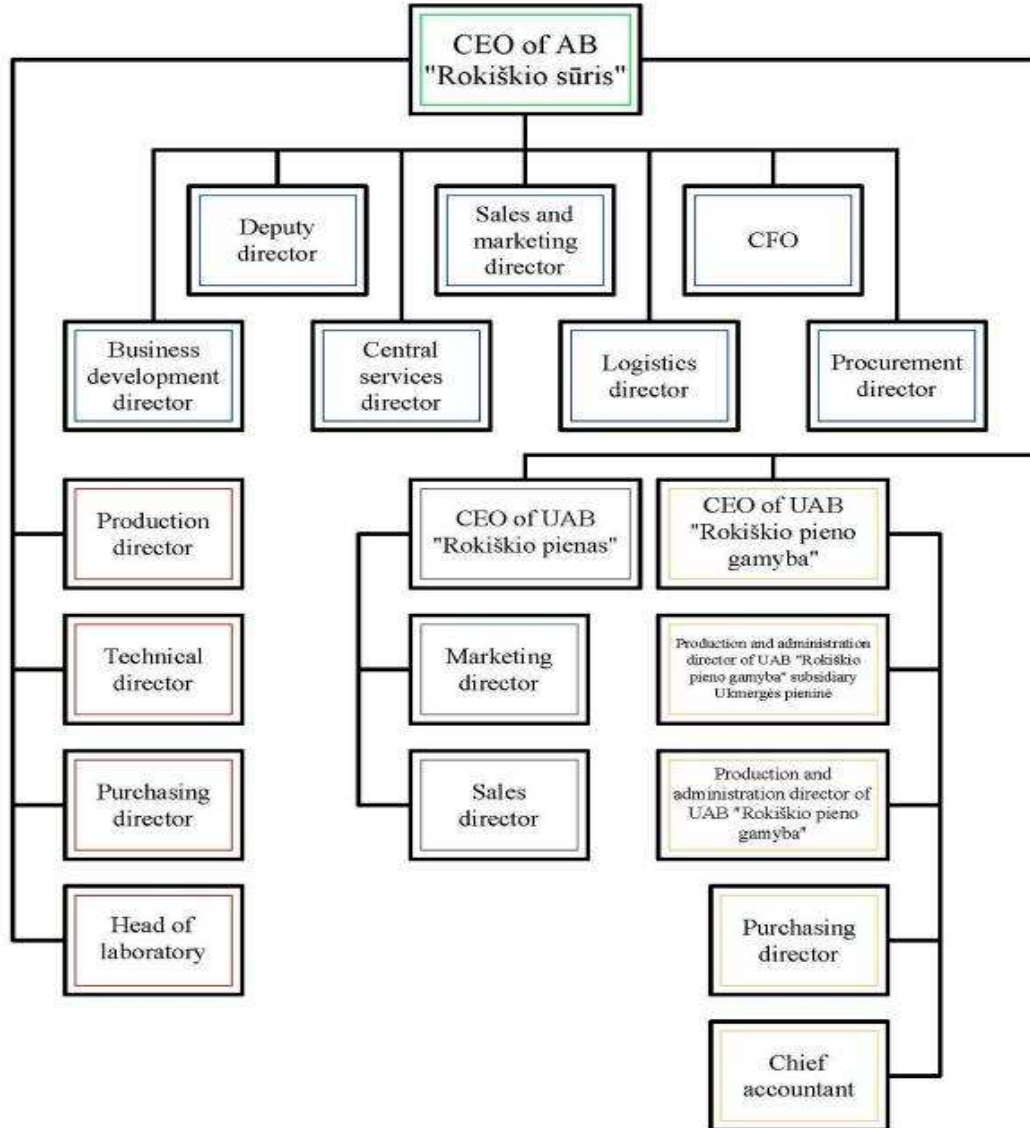 CEO of AB
"Rokiškio sūris"
Deputy
director
Sales and
marketing
director
CFO
Business
development
director
Central
services
director
Logistics
director
Procurement
director
Production
director
Technical
director
Purchasing
director
Head of
laboratory
CEO of UAB
"Rokiškio pienas"
Marketing
director
Sales
director
CEO of UAB
"Rokiškio pieno
gamyba"
Production and administration
director of UAB "Rokiškio
pieno gamyba" subsidiary
Ukmergės pieninė
Production and
administration director of
UAB "Rokiškio pieno
gamyba"
Purchasing
director
Chief
accountant